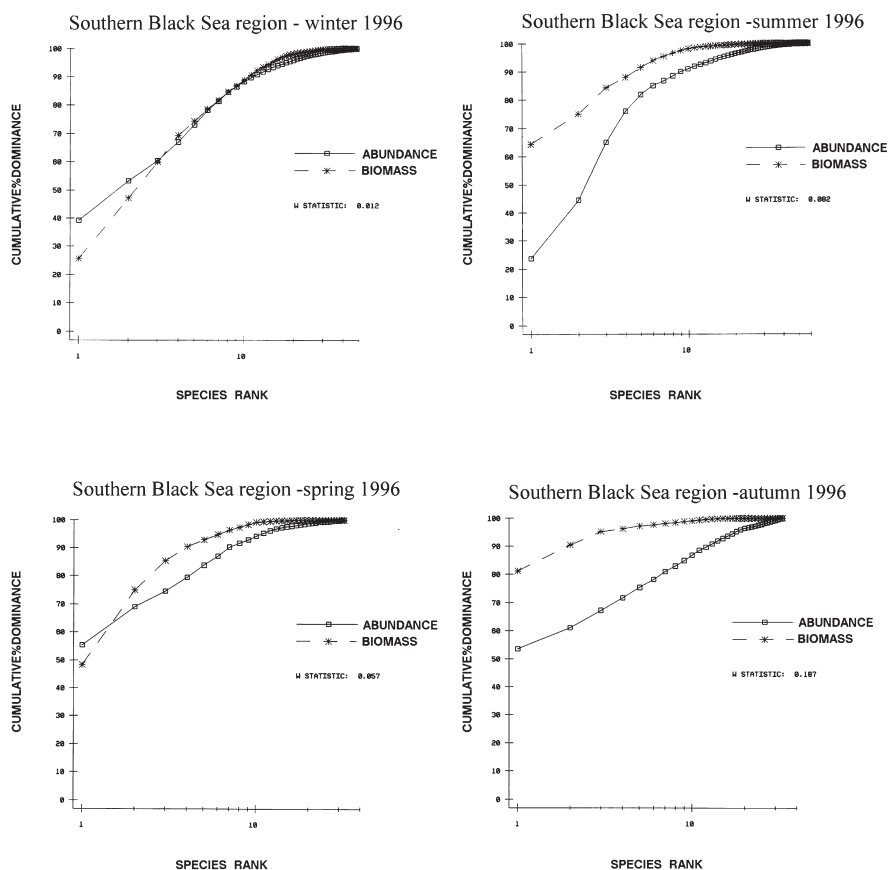 Southern Black Sea region - winter 1996
CUMULATIVE%DOMINANCE
100
90
80
70
60
50
40
30
20
10
0
ABUNDANCE
BIOMASS
W STATISTIC: 0.012
1 10
SPECIES RANK
Southern Black Sea region -summer 1996
CUMULATIVE%DOMINANCE
100
90
80
70
60
50
40
30
20
10
0
ABUNDANCE
BIOMASS
W STATISTIC: 0.082
1 10
SPECIES RANK
Southern Black Sea region -spring 1996
CUMULATIVE%DOMINANCE
100
90
80
70
60
50
40
30
20
10
0
ABUNDANCE
BIOMASS
W STATISTIC: 0.057
1 10
SPECIES RANK
Southern Black Sea region -autumn 1996
CUMULATIVE%DOMINANCE
100
90
80
70
60
50
40
30
20
10
0
ABUNDANCE
BIOMASS
W STATISTIC: 0.187
1 10
SPECIES RANK